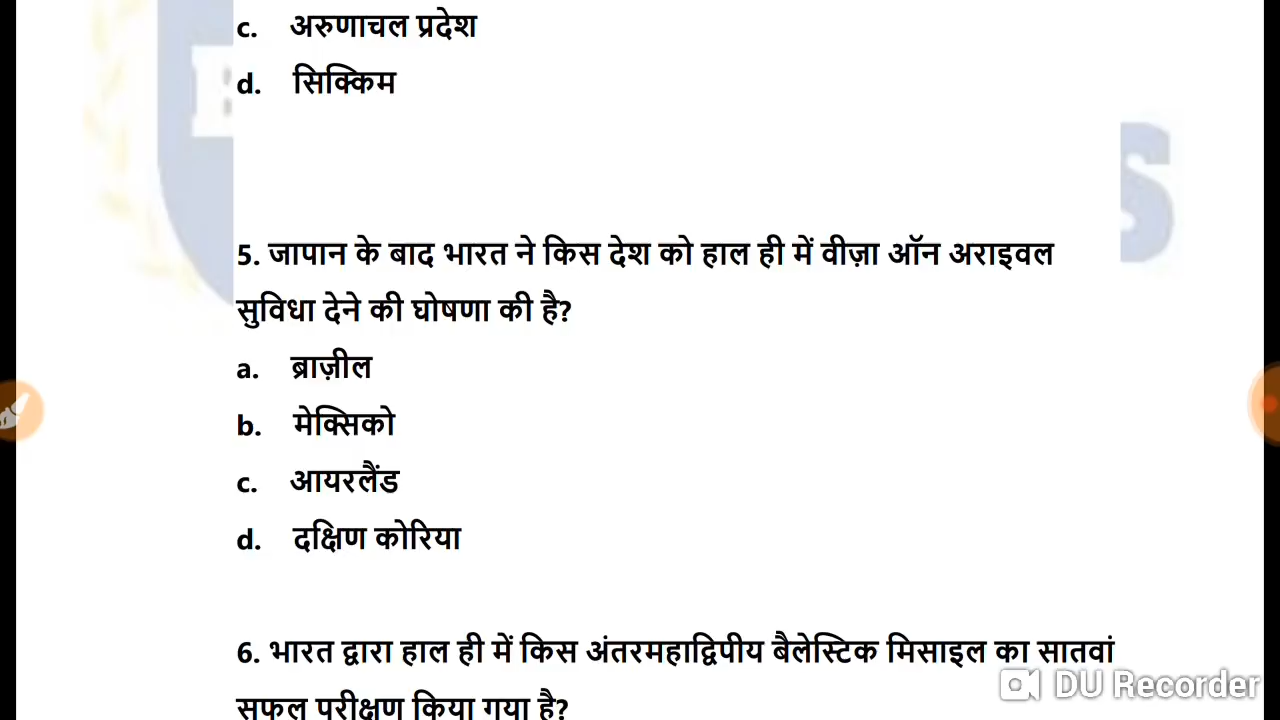 c. अरुणाचल प्रदेश
d. सिक्किम
S
5. जापान के बाद भारत ने किस देश को हाल ही में वीज़ा ऑन अराइवल
सुविधा देने की घोषणा की है?
a. ब्राज़ील
b. मेक्सिको
c. आयरलैंड
d. दक्षिण कोरिया
6. भारत द्वारा हाल ही में किस अंतरमहाद्विपीय बैलेस्टिक मिसाइल का सातवां
सफल परीक्षण किया गया है?
DU Recorder